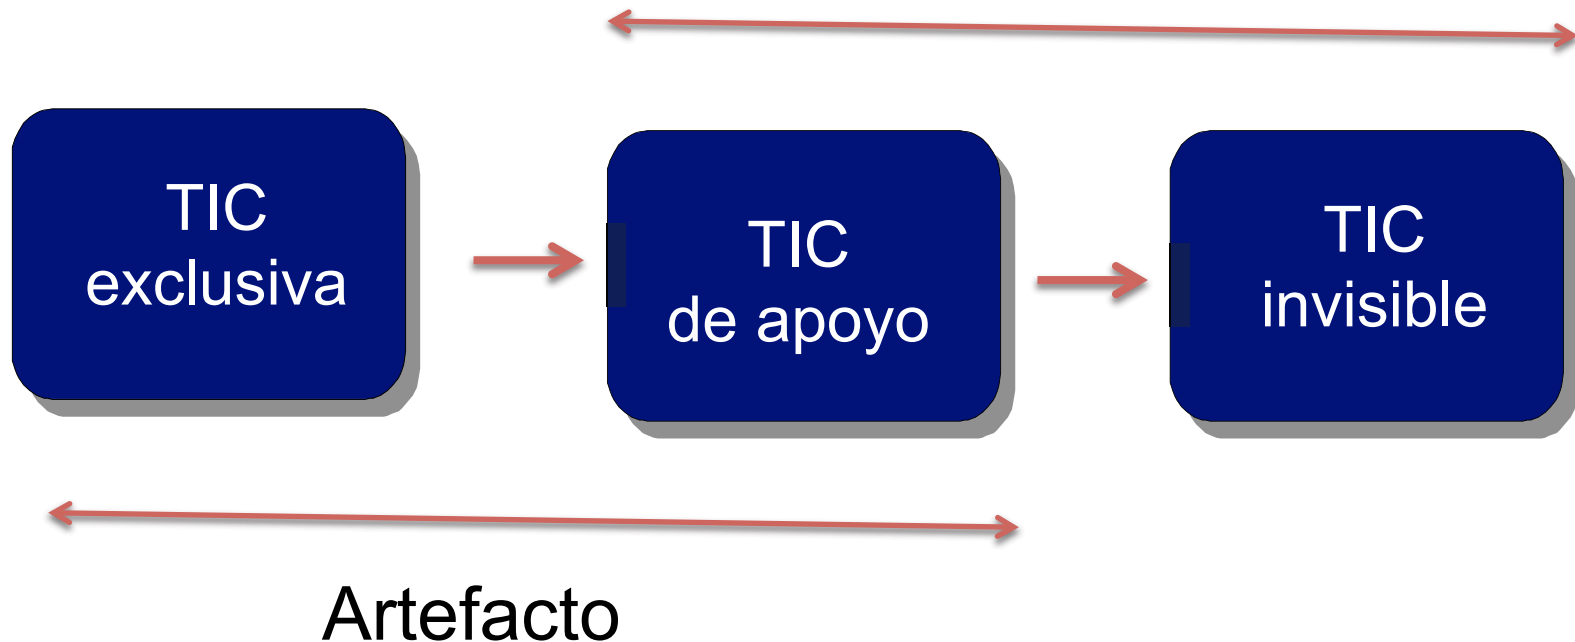 TIC
exclusiva
TIC
de apoyo
TIC
invisible
Artefacto